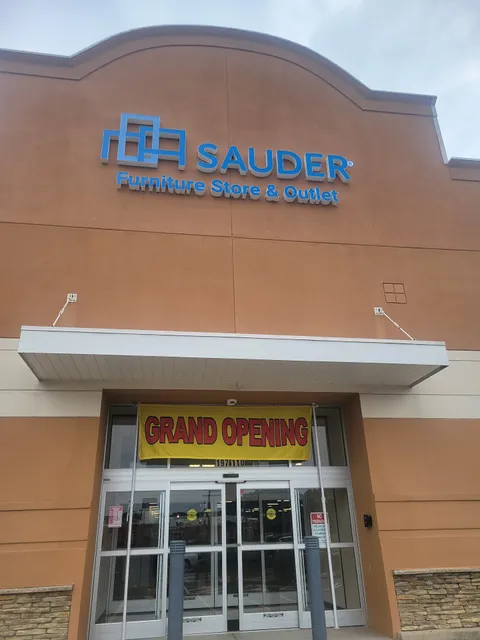 SAUDER®
Furniture Store & Outlet
GRAND OPENING